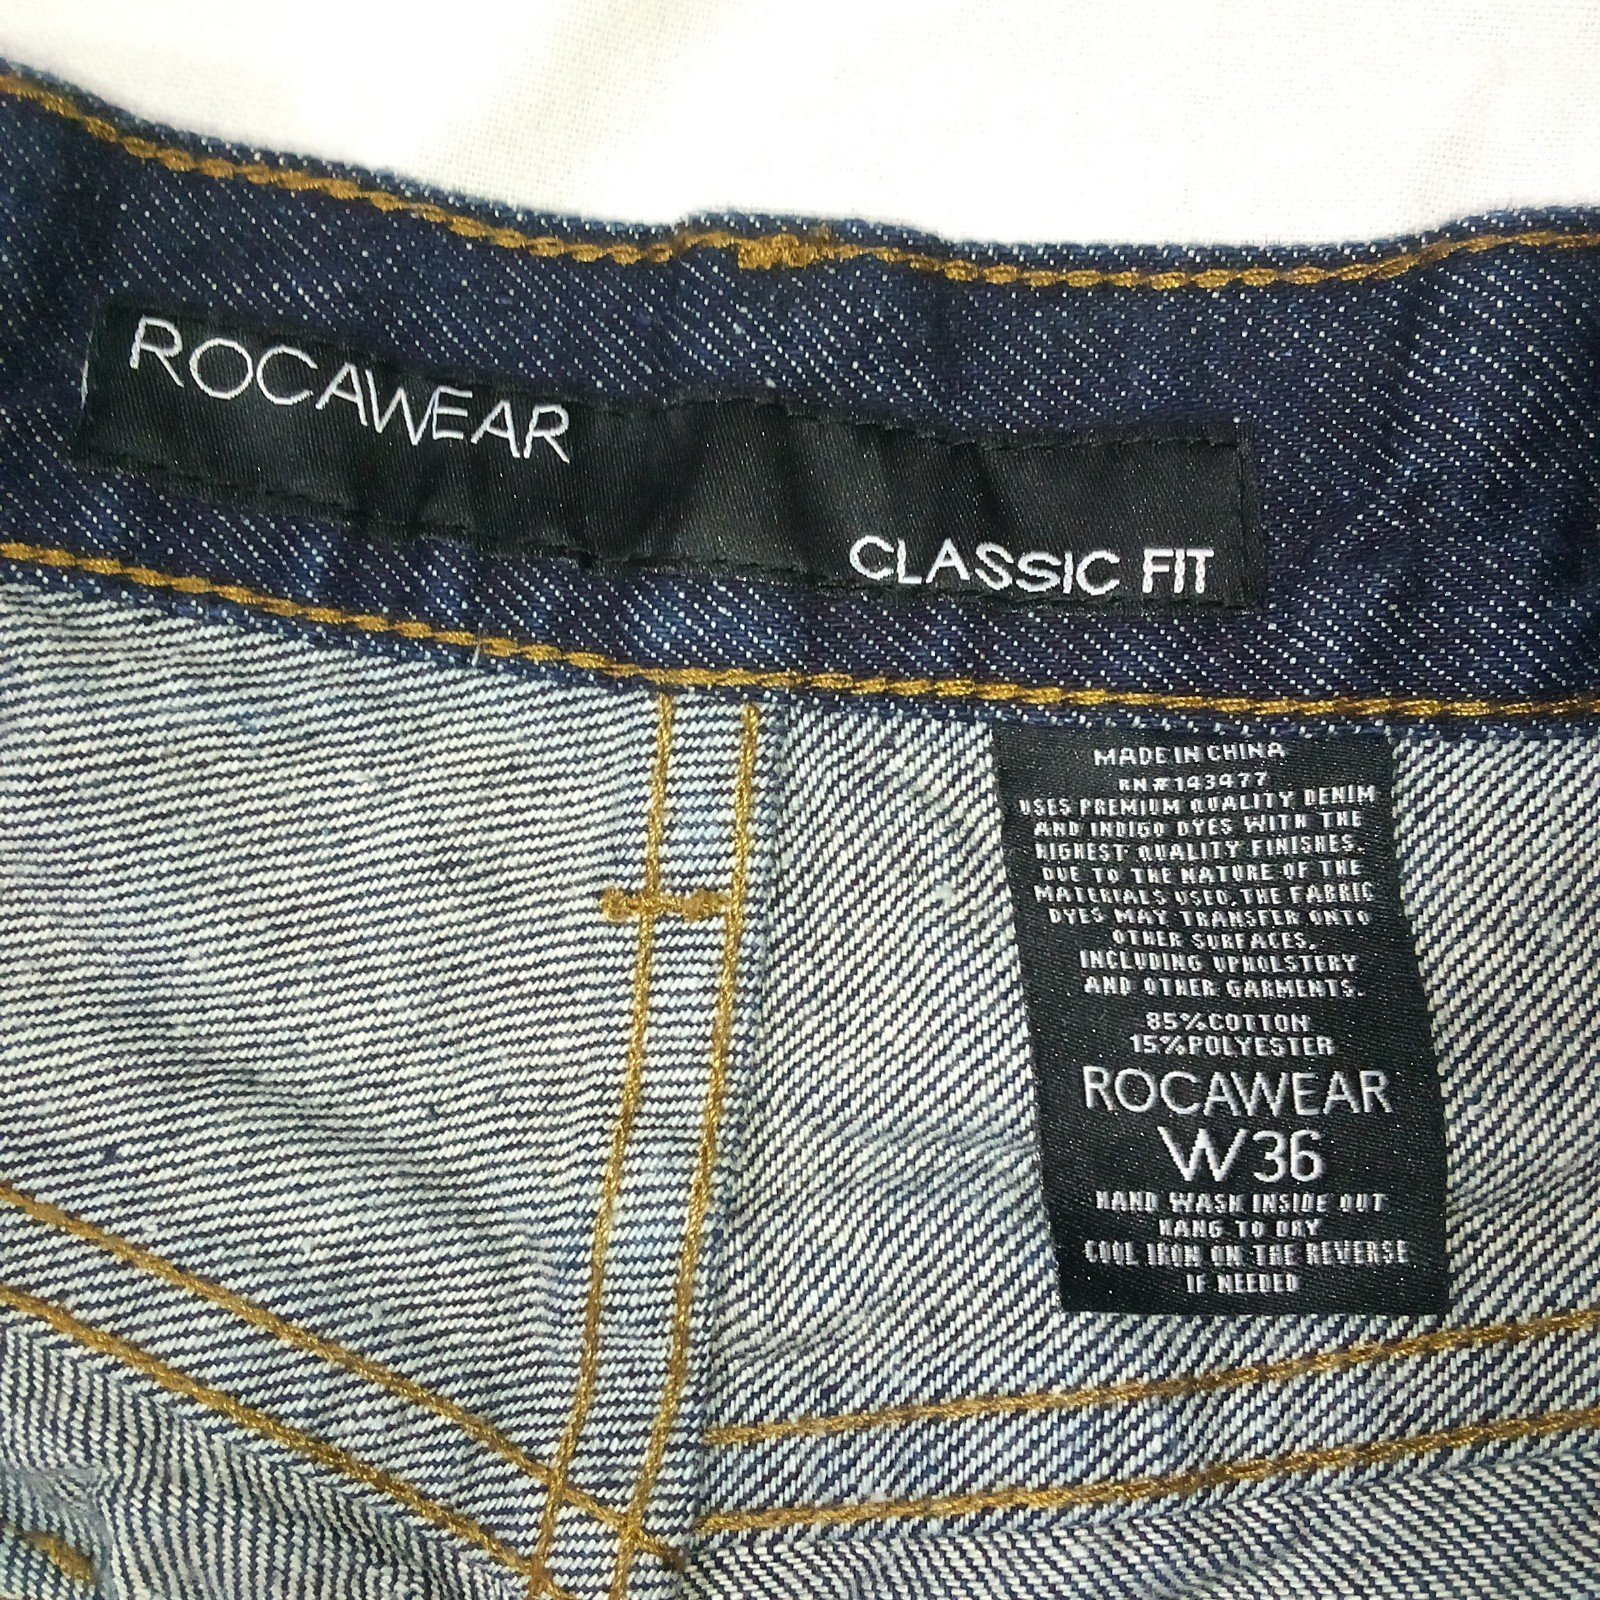 ROCAWEAR
CLASSIC FIT
MADE IN CHINA
RN#143477
USES PREMIUM QUALITY DENIM
AND INDIGO DYES WITH THE
HIGHEST QUALITY FINISHES.
DUE TO THE NATURE OF THE
MATERIALS USED, THE FABRIC
DYES MAY TRANSFER ONTO
OTHER SURFACES,
INCLUDING UPHOLSTERY
AND OTHER GARMENTS.
85%COTTON
15%POLYESTER
ROCAWEAR
W36
HAND WASH INSIDE OUT
HANG TO DRY
COOL IRON ON THE REVERSE
IF NEEDED